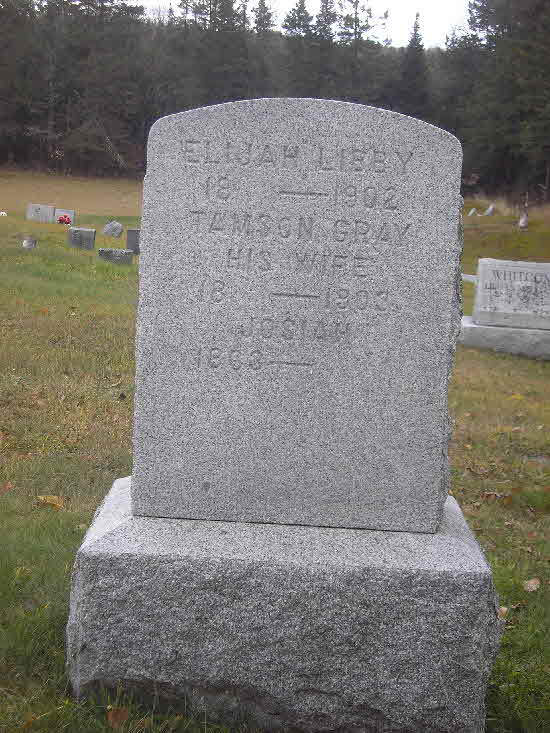 ELIJAH LIBBY
18 —1902
TAMSON GRAY
HIS WIFE
18 —1903
JOSIAH
1863—